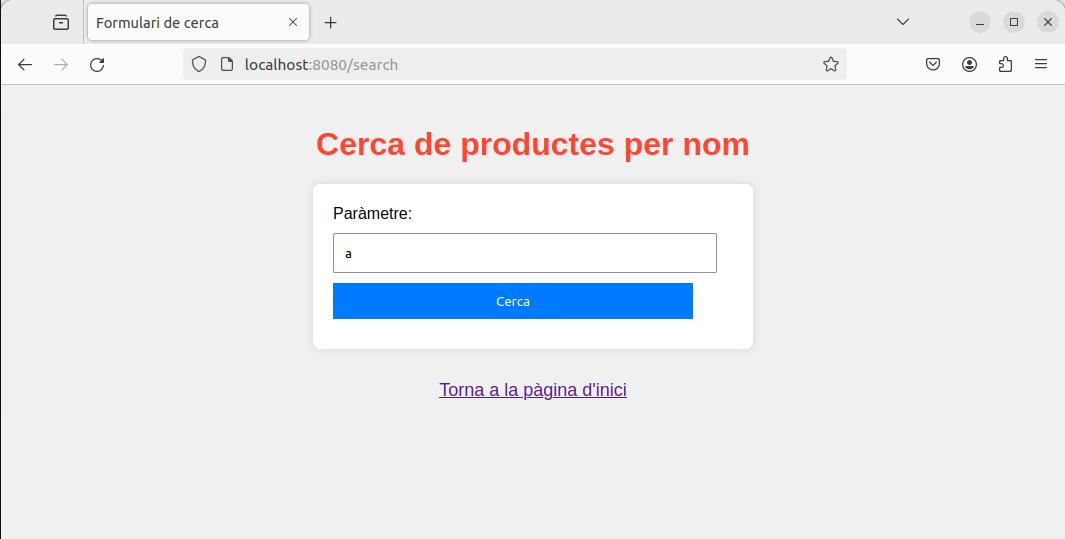 Formulari de cerca
localhost:8080/search
Cerca de productes per nom
Paràmetre:
a
Cerca
Torna a la pàgina d'inici